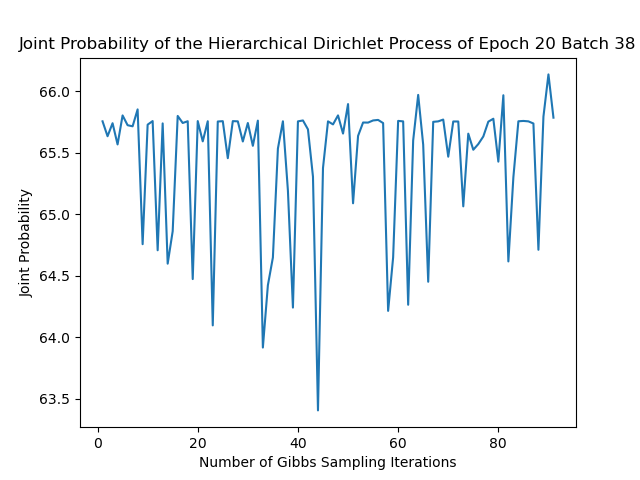 Joint Probability of the Hierarchical Dirichlet Process of Epoch 20 Batch 38
66.0
65.5
65.0
64.5
64.0
63.5
Joint Probability
0 20 40 60 80
Number of Gibbs Sampling Iterations